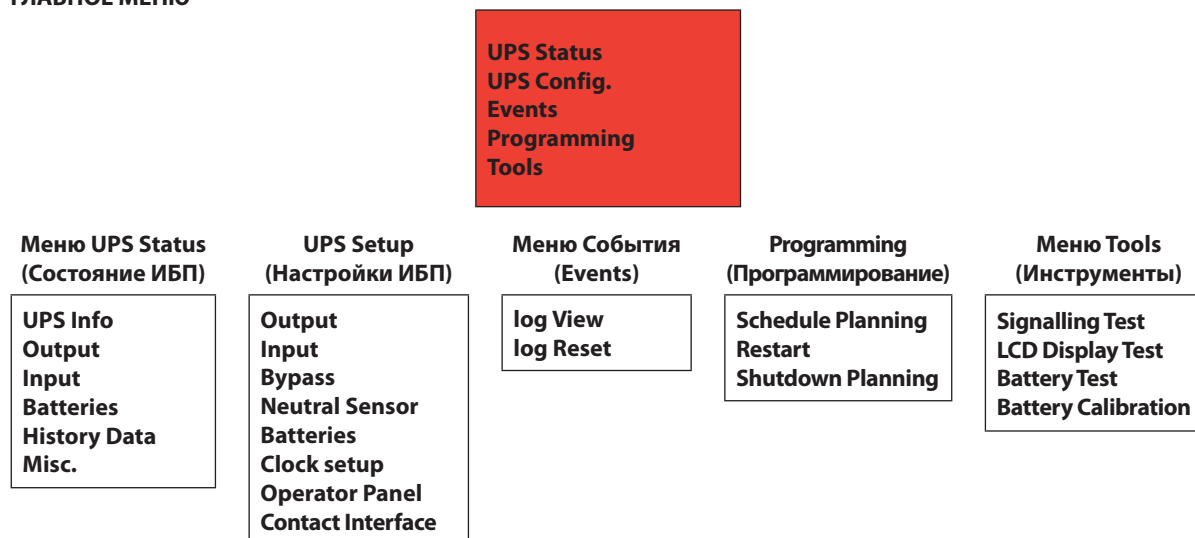 ГЛАВНОЕ МЕНЮ
UPS Status
UPS Config.
Events
Programming
Tools
Меню UPS Status
(Состояние ИБП)
UPS Info
Output
Input
Batteries
History Data
Misc.
UPS Setup
(Настройки ИБП)
Output
Input
Bypass
Neutral Sensor
Batteries
Clock setup
Operator Panel
Contact Interface
Меню События
(Events)
log View
log Reset
Programming
(Программирование)
Schedule Planning
Restart
Shutdown Planning
Меню Tools
(Инструменты)
Signalling Test
LCD Display Test
Battery Test
Battery Calibration